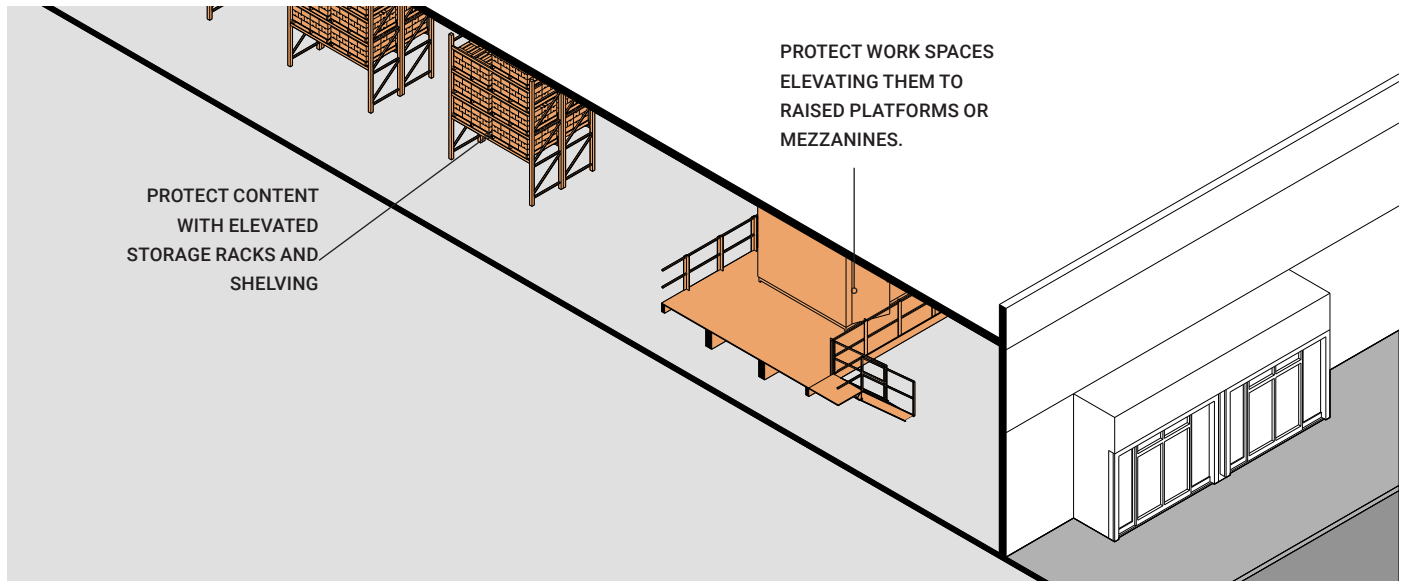 PROTECT WORK SPACES
ELEVATING THEM TO
RAISED PLATFORMS OR
MEZZANINES.
PROTECT CONTENT
WITH ELEVATED
STORAGE RACKS AND
SHELVING